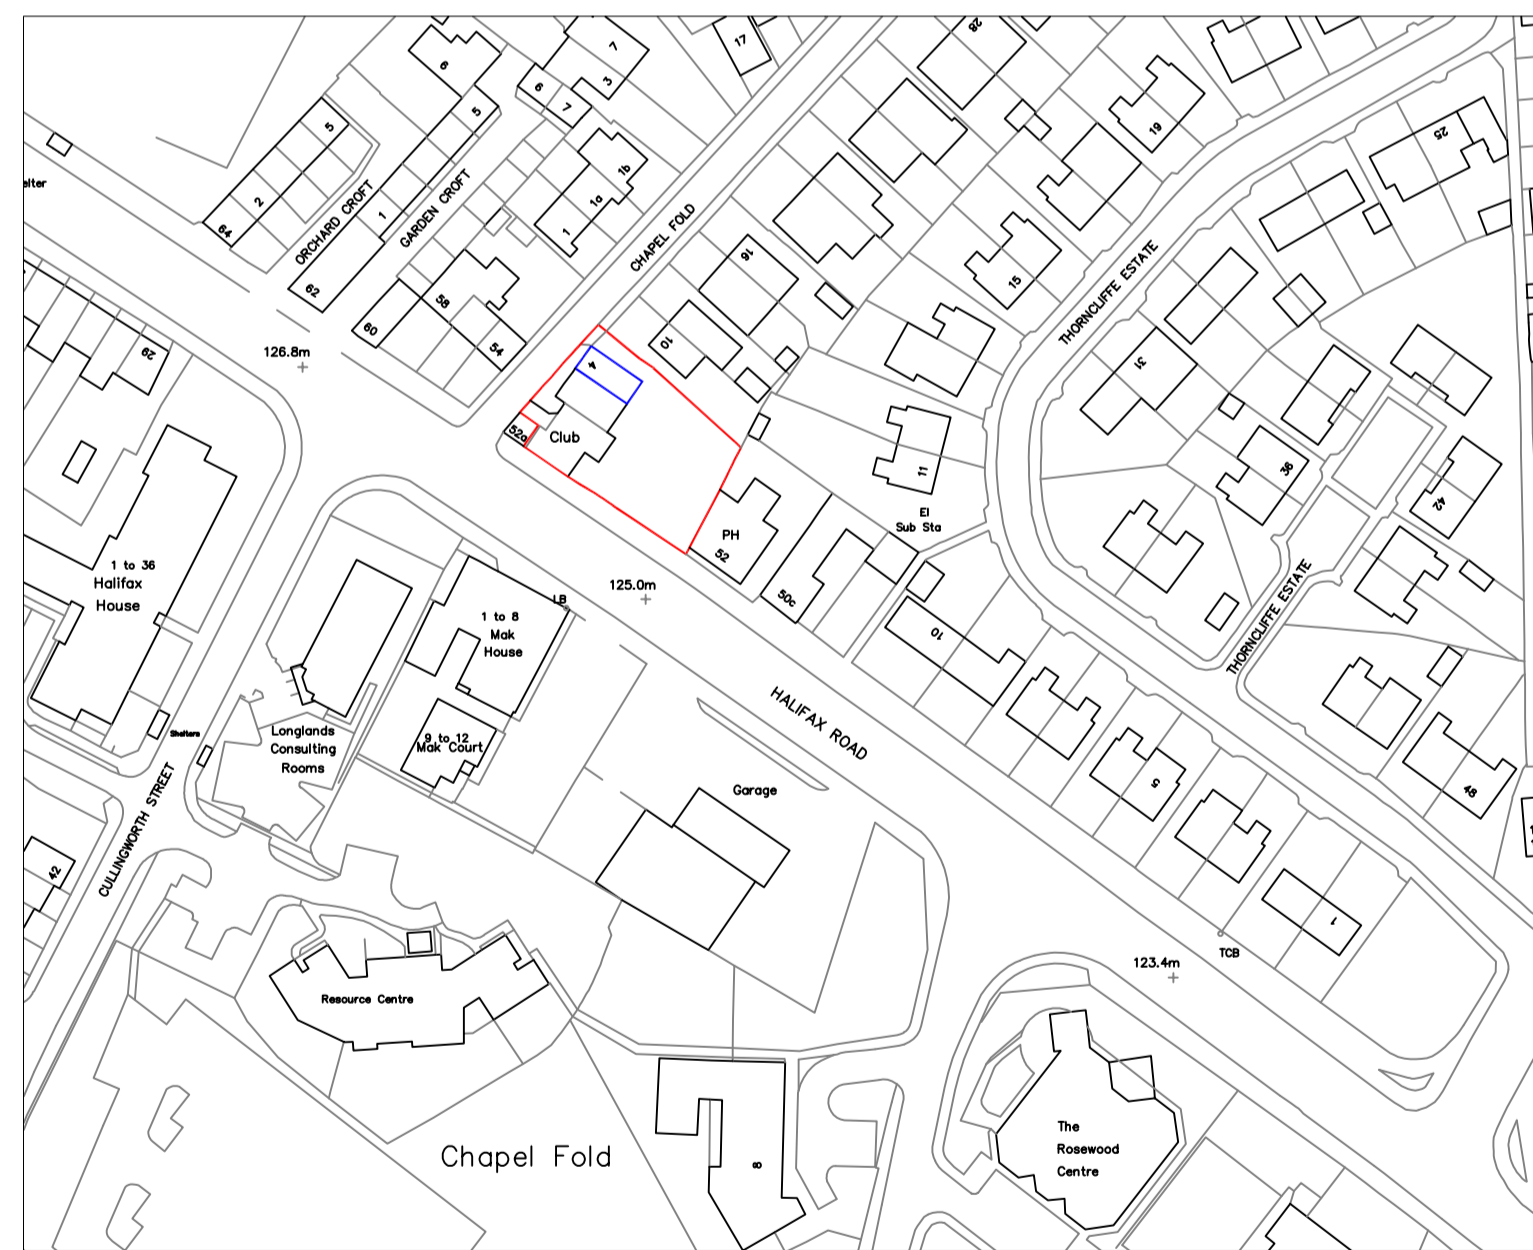 17
28
7
3
6
6
7
5
5
19
25
1b
1a
1
elter
2
64
ORCHARD CROFT
1
GARDEN CROFT
62
58
60
54
CHAPEL FOLD
16
10
15
THORNCLIFFE ESTATE
31
29
126.8m
4
52a
Club
11
El
Sub Sta
36
42
PH
52
50c
125.0m
LB
1 to 36
Halifax
House
1 to 8
Mak
House
10
THORNCLIFFE ESTATE
HALIFAX ROAD
Shelters
Longlands
Consulting
Rooms
9 to 12
Mak Court
5
48
Garage
CULLINGWORTH STREET
42
1
TCB
123.4m
Resource Centre
Chapel Fold
8
The
Rosewood
Centre